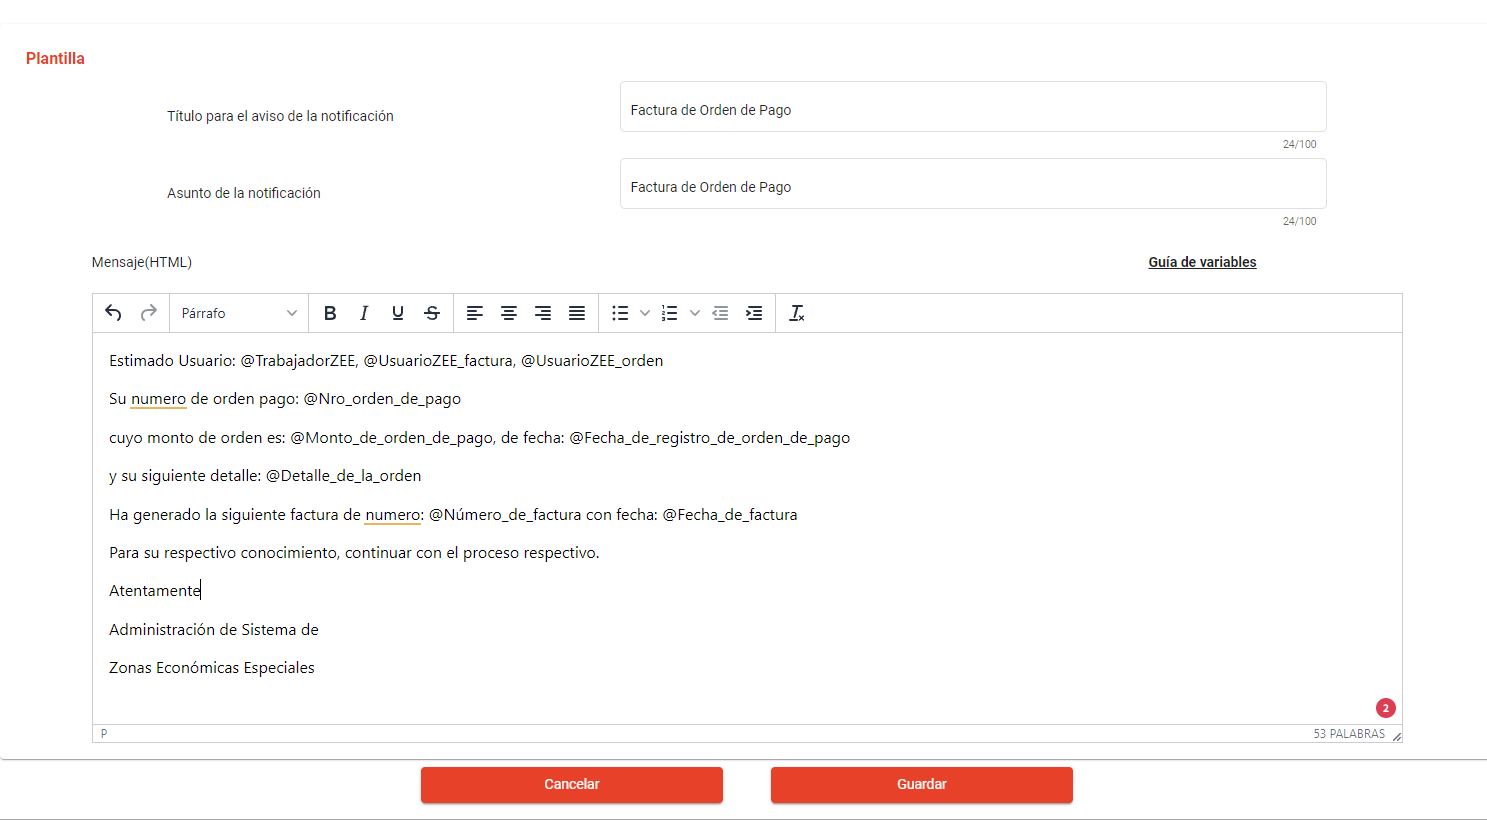 Plantilla
Título para el aviso de la notificación
Factura de Orden de Pago
24/100
Asunto de la notificación
Factura de Orden de Pago
24/100
Mensaje(HTML)
Guía de variables
Párrafo
Estimado Usuario: @TrabajadorZEE, @UsuarioZEE_factura, @UsuarioZEE_orden
Su numero de orden pago: @Nro_orden_de_pago
cuyo monto de orden es: @Monto_de_orden_de_pago, de fecha: @Fecha_de_registro_de_orden_de_pago
y su siguiente detalle: @Detalle_de_la_orden
Ha generado la siguiente factura de numero: @Número_de_factura con fecha: @Fecha_de_factura
Para su respectivo conocimiento, continuar con el proceso respectivo.
Atentamente
Administración de Sistema de
Zonas Económicas Especiales
2
P
53 PALABRAS
Cancelar
Guardar